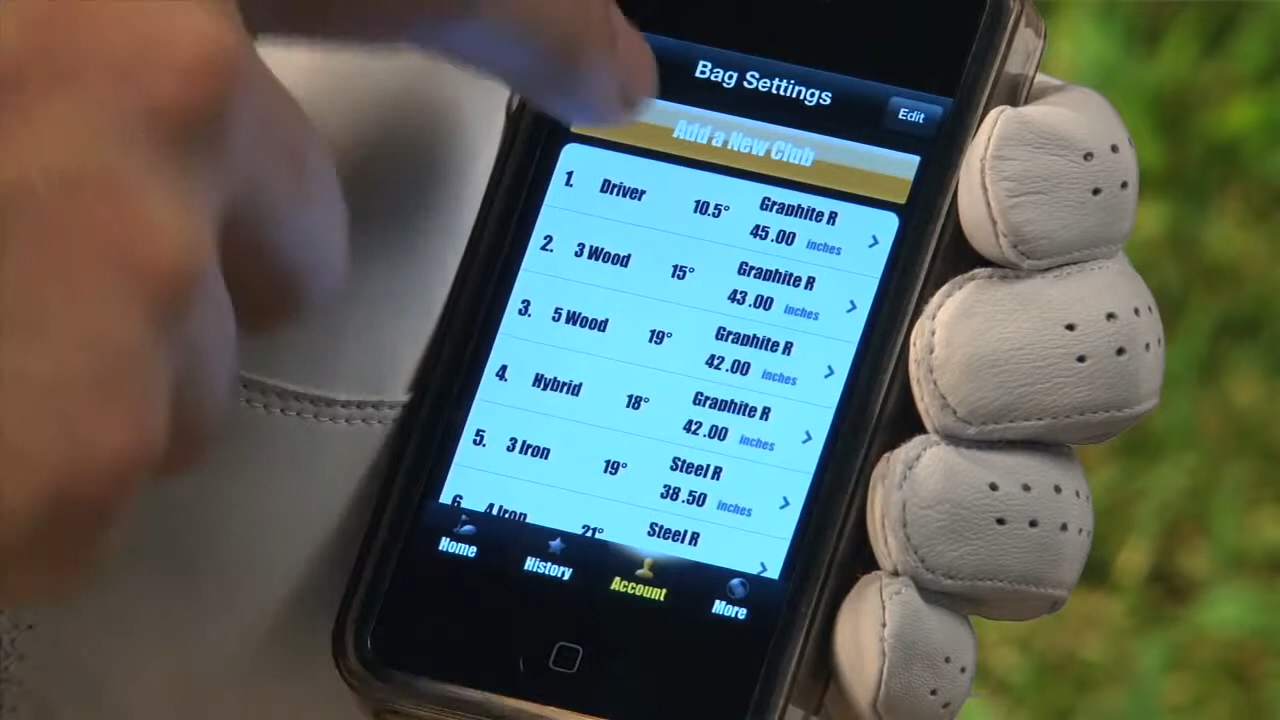 Bag Settings
Edit
Add a New Club
1. Driver 10.5° Graphite R
45.00 inches
2. 3 Wood 15° Graphite R
43.00 inches
3. 5 Wood 19° Graphite R
42.00 inches
4. Hybrid 18° Graphite R
42.00 inches
5. 3 Iron 19° Steel R
38.50 inches
6. 4 Iron 21° Steel R
Home History Account More